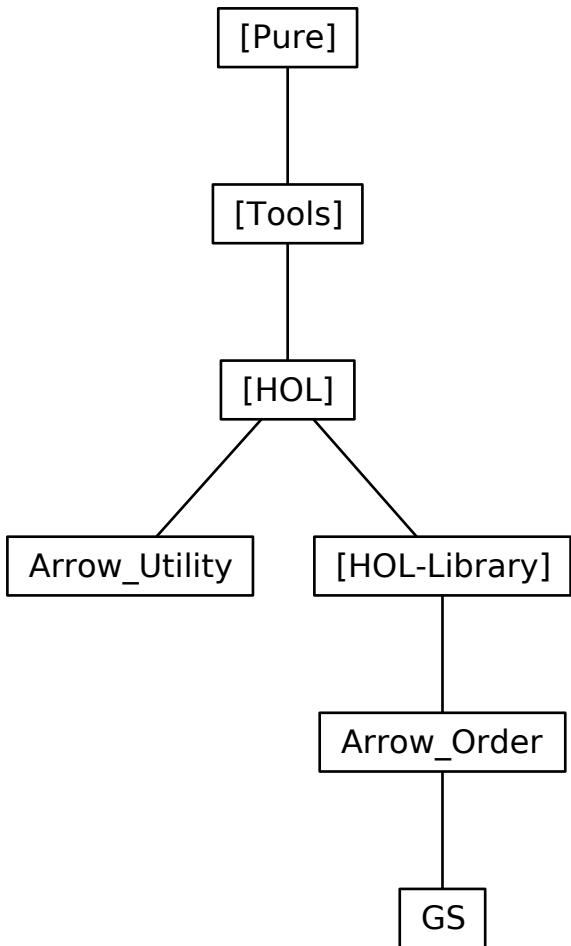 [Pure]
[Tools]
[HOL]
Arrow_Utility
[HOL-Library]
Arrow_Order
GS